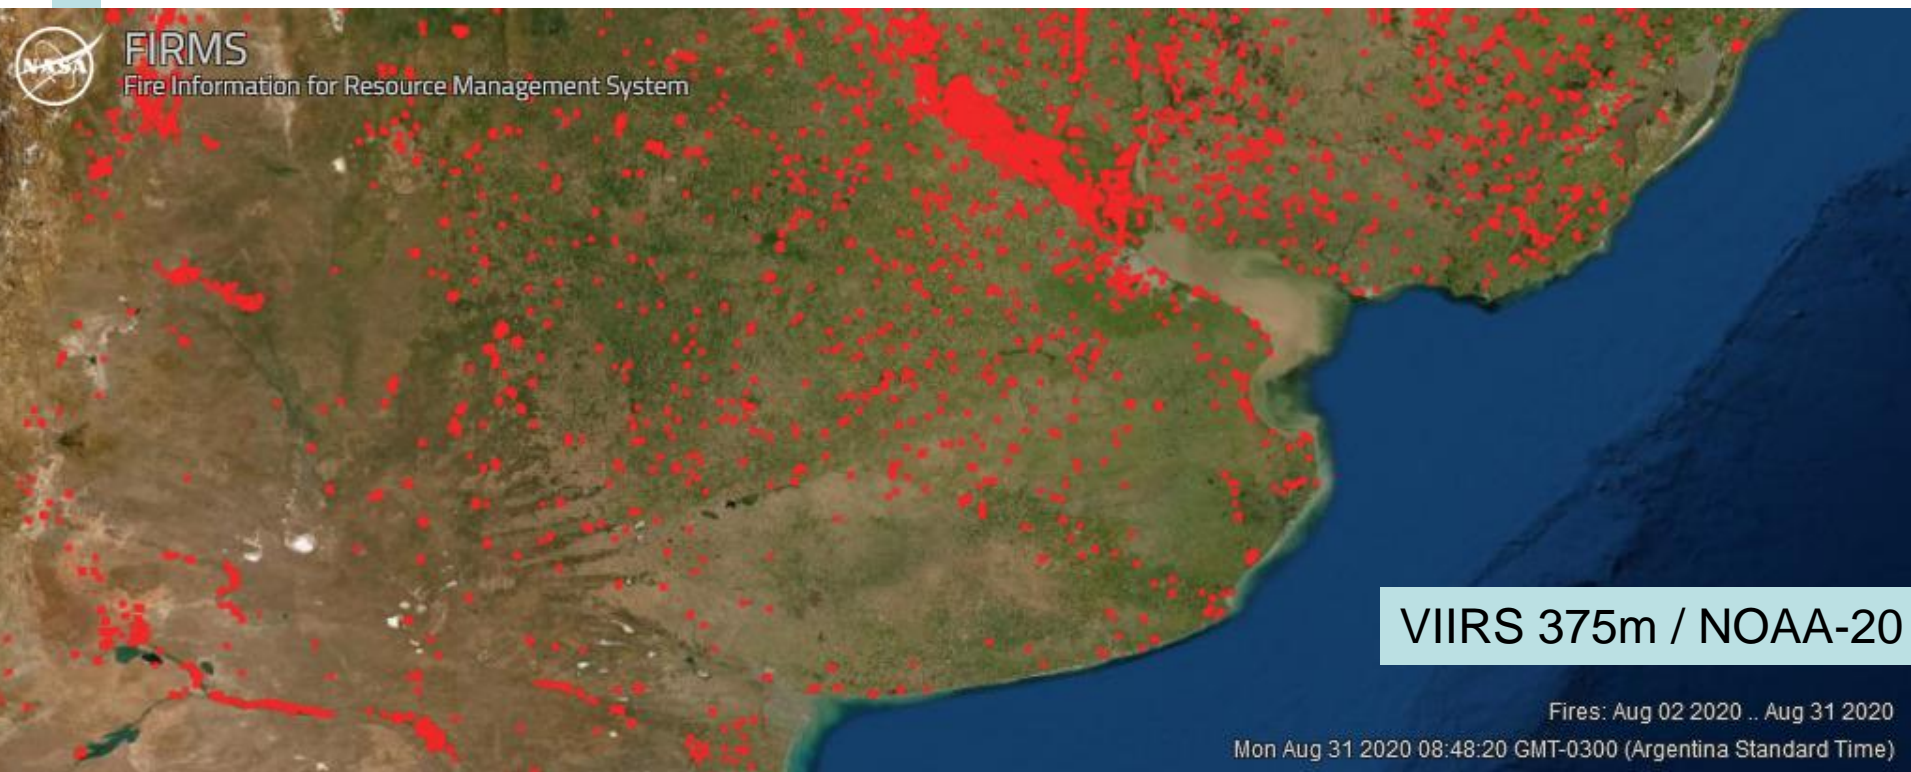 NASA
FIRMS
Fire Information for Resource Management System
VIIRS 375m / NOAA-20
Fires: Aug 02 2020 .. Aug 31 2020
Mon Aug 31 2020 08:48:20 GMT-0300 (Argentina Standard Time)